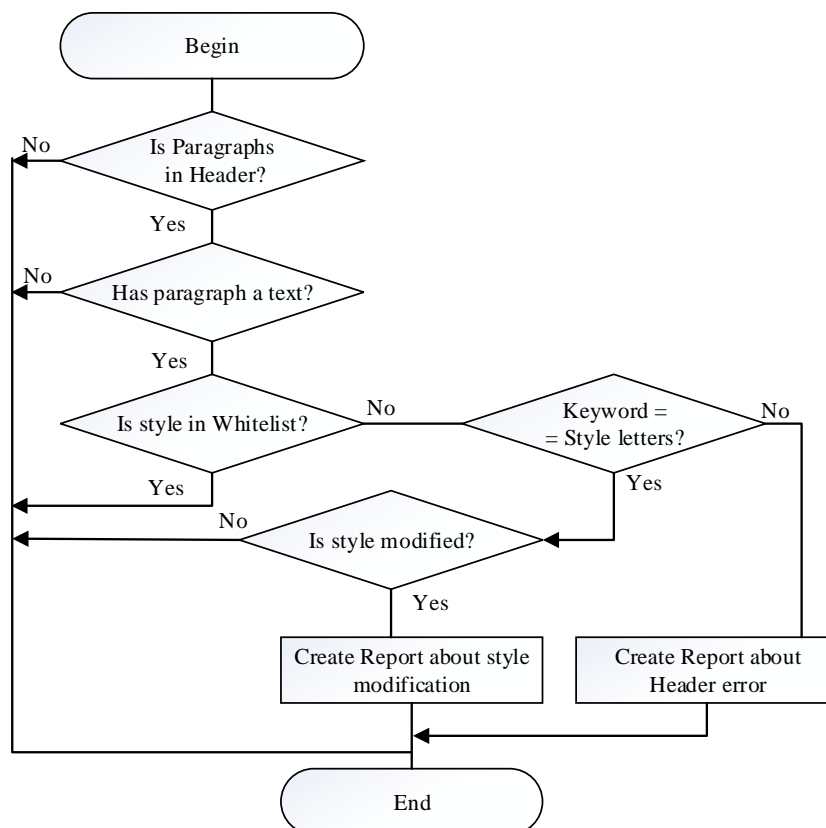 Begin
No
Is Paragraphs
in Header?
Yes
No
Has paragraph a text?
Yes
Is style in Whitelist?
No
Keyword =
= Style letters?
No
Yes
Yes
No
Is style modified?
Yes
Create Report about style
modification
Create Report about
Header error
End